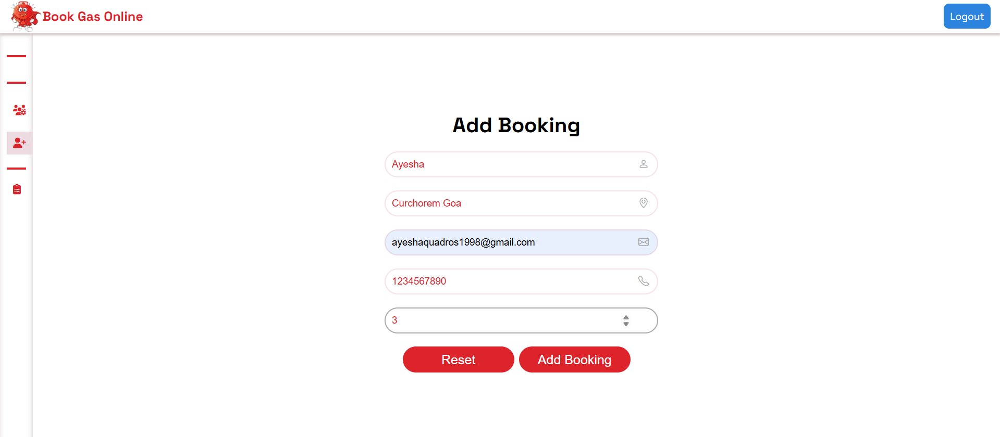 Book Gas Online
Logout
Add Booking
Ayesha
Curchorem Goa
ayeshaquadros1998@gmail.com
1234567890
3
Reset
Add Booking